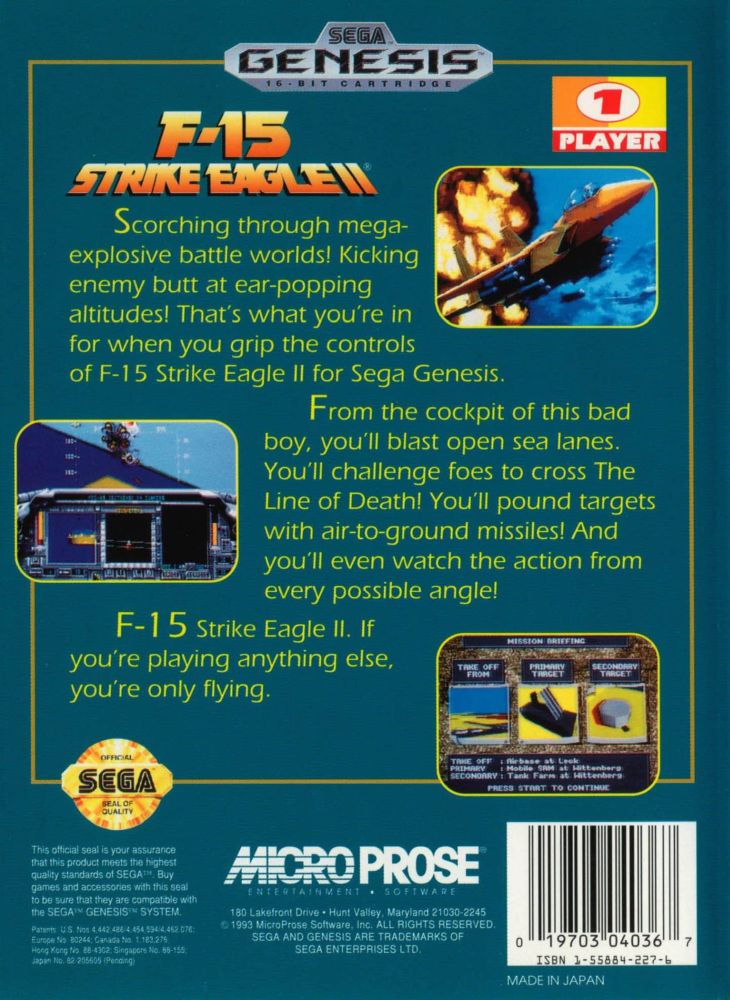 SEGA
GENESIS
16-BIT CARTRIDGE
1
PLAYER
F-15
STRIKE EAGLE II®
Scorching through mega-
explosive battle worlds! Kicking
enemy butt at ear-popping
altitudes! That's what you're in
for when you grip the controls
of F-15 Strike Eagle II for Sega Genesis.
From the cockpit of this bad
boy, you'll blast open sea lanes.
You'll challenge foes to cross The
Line of Death! You'll pound targets
with air-to-ground missiles! And
you'll even watch the action from
every possible angle!
F-15 Strike Eagle II. If
you're playing anything else,
you're only flying.
MISSION BRIEFING
TAKE OFF
FROM
PRIMARY
TARGET
SECONDARY
TARGET
TAKE OFF : Airbase at Leck
PRIMARY : Mobile SAM at Wittenberg
SECONDARY : Tank Farm at Wittenberg
PRESS START TO CONTINUE
OFFICIAL
SEGA
SEAL OF
QUALITY
This official seal is your assurance
that this product meets the highest
quality standards of SEGA™. Buy
games and accessories with this seal
to be sure that they are compatible with
the SEGA™ GENESIS™ SYSTEM.
Patents: U.S. Nos 4,442,486/4,454,594/4,462,076;
Europe No. 80244; Canada No. 1,183,276;
Hong Kong No. 88-4302; Singapore No. 88-155;
Japan No. 82-205605 (Pending)
MICROPROSE
ENTERTAINMENT • SOFTWARE
180 Lakefront Drive • Hunt Valley, Maryland 21030-2245
© 1993 MicroProse Software, Inc. ALL RIGHTS RESERVED.
SEGA AND GENESIS ARE TRADEMARKS OF
SEGA ENTERPRISES LTD.
0 19703 04036 7
ISBN 1-55884-227-6
MADE IN JAPAN